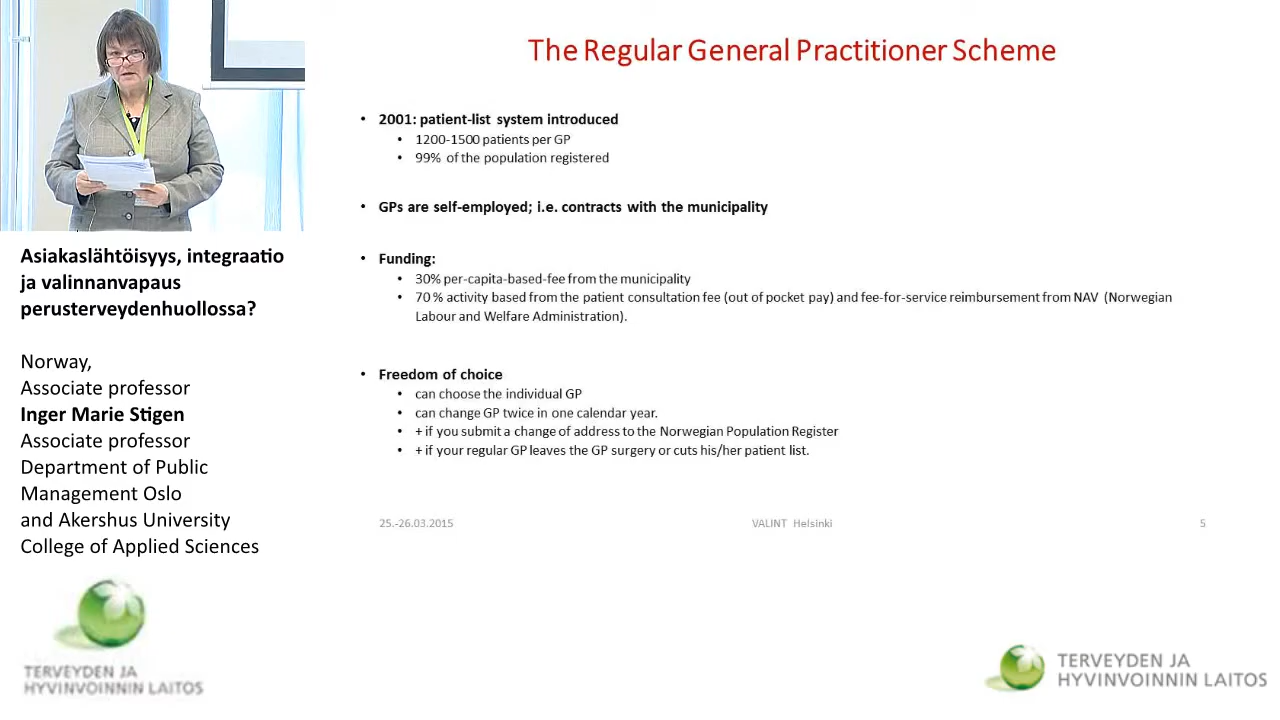 The Regular General Practitioner Scheme
• 2001: patient-list system introduced
• 1200-1500 patients per GP
• 99% of the population registered
• GPs are self-employed; i.e. contracts with the municipality
• Funding:
• 30% per-capita-based-fee from the municipality
• 70 % activity based from the patient consultation fee (out of pocket pay) and fee-for-service reimbursement from NAV (Norwegian
Labour and Welfare Administration).
• Freedom of choice
• can choose the individual GP
• can change GP twice in one calendar year.
• + if you submit a change of address to the Norwegian Population Register
• + if your regular GP leaves the GP surgery or cuts his/her patient list.
25.-26.03.2015
VALINT Helsinki
5
Asiakaslähtöisyys, integraatio
ja valinnanvapaus
perusterveydenhuollossa?
Norway,
Associate professor
Inger Marie Stigen
Associate professor
Department of Public
Management Oslo
and Akershus University
College of Applied Sciences
TERVEYDEN JA
HYVINVOINNIN LAITOS
TERVEYDEN JA
HYVINVOINNIN LAITOS